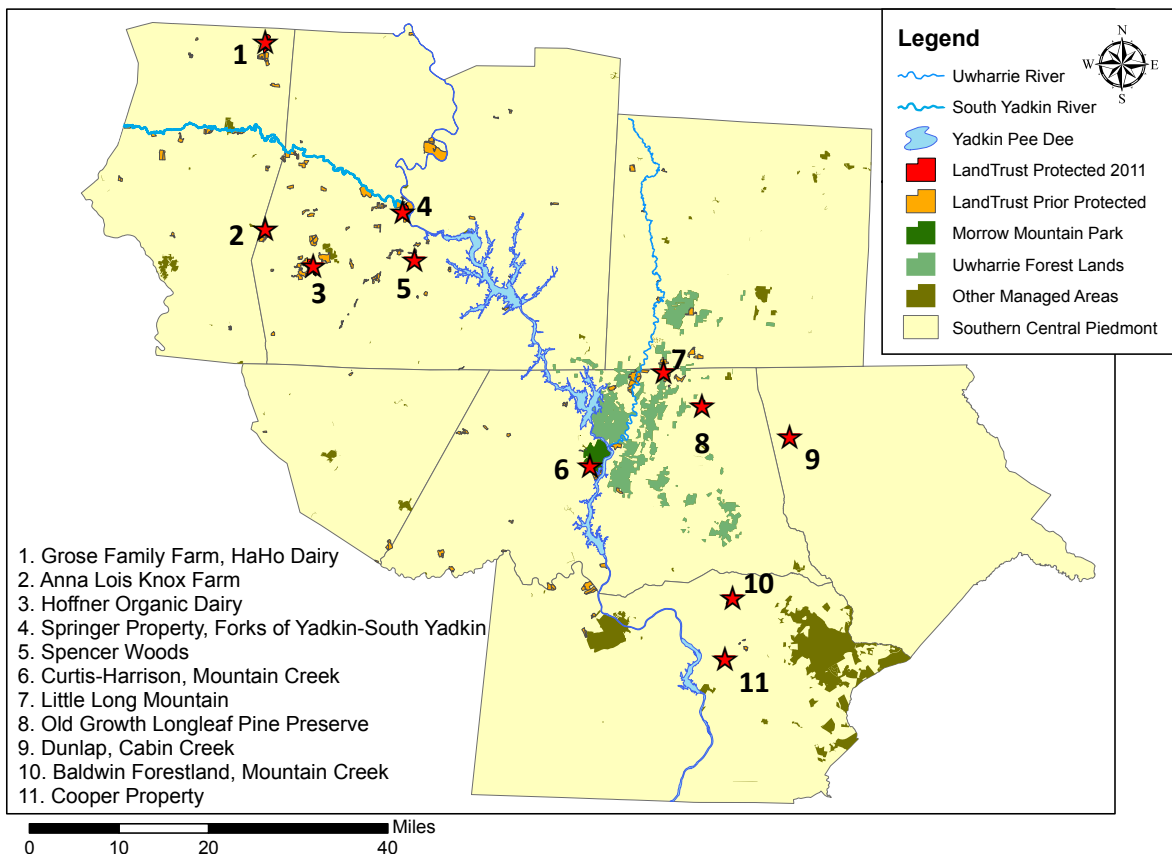 Legend
N
W E
S
Uwharrie River
South Yadkin River
Yadkin Pee Dee
LandTrust Protected 2011
LandTrust Prior Protected
Morrow Mountain Park
Uwharrie Forest Lands
Other Managed Areas
Southern Central Piedmont
1
2
3
4
5
6
7
8
9
10
11
1. Grose Family Farm, HaHo Dairy
2. Anna Lois Knox Farm
3. Hoffner Organic Dairy
4. Springer Property, Forks of Yadkin-South Yadkin
5. Spencer Woods
6. Curtis-Harrison, Mountain Creek
7. Little Long Mountain
8. Old Growth Longleaf Pine Preserve
9. Dunlap, Cabin Creek
10. Baldwin Forestland, Mountain Creek
11. Cooper Property
Miles
0 10 20 40